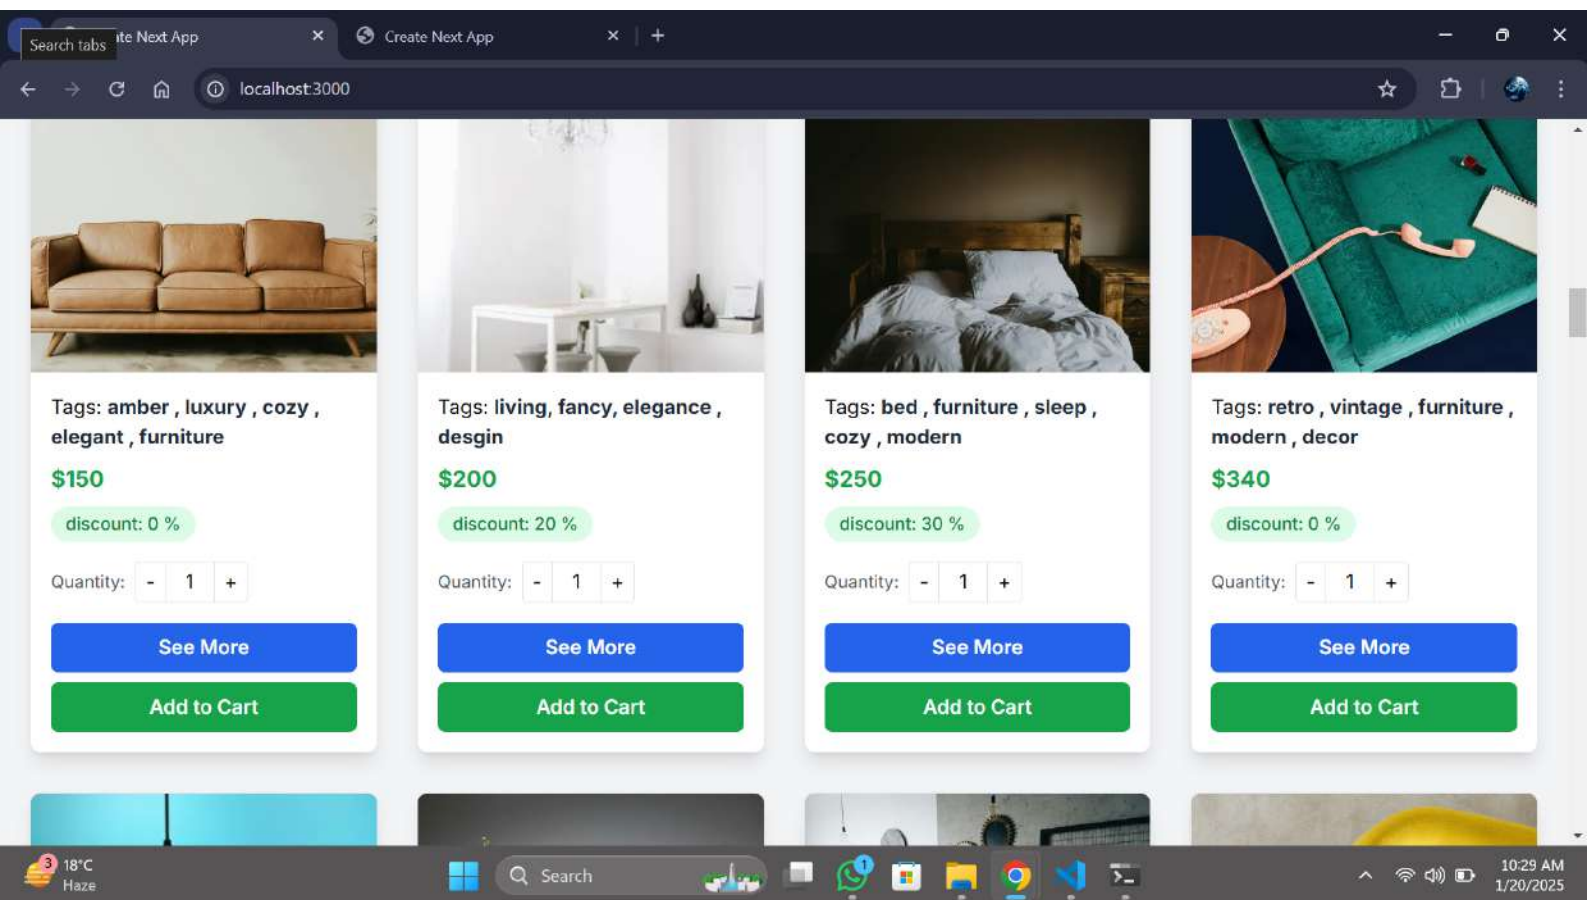 Search tabs
ate Next App
Create Next App
localhost:3000
Tags: amber , luxury , cozy ,
elegant , furniture
$150
discount: 0 %
Quantity: - 1 +
See More
Add to Cart
Tags: living, fancy, elegance ,
desgin
$200
discount: 20 %
Quantity: - 1 +
See More
Add to Cart
Tags: bed , furniture , sleep ,
cozy , modern
$250
discount: 30 %
Quantity: - 1 +
See More
Add to Cart
Tags: retro , vintage , furniture ,
modern , decor
$340
discount: 0 %
Quantity: - 1 +
See More
Add to Cart
3
18°C
Haze
Search
1
10:29 AM
1/20/2025